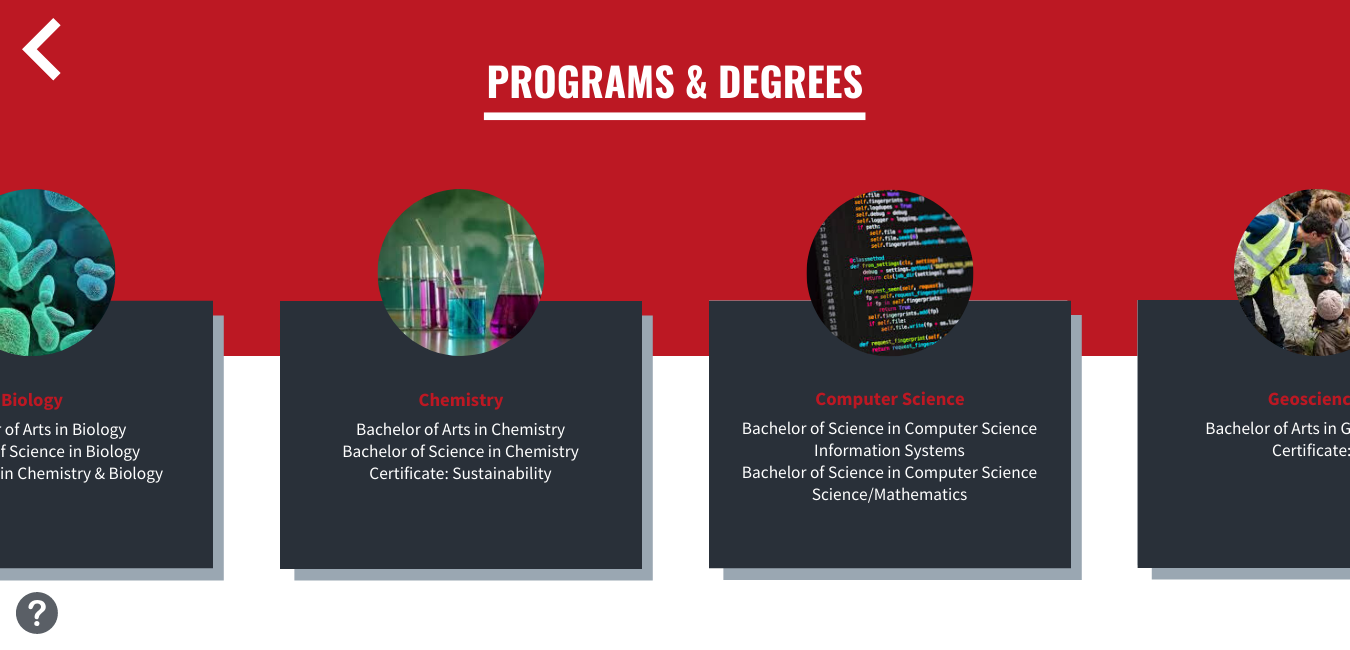 PROGRAMS & DEGREES
Biology
of Arts in Biology
Science in Biology
in Chemistry & Biology
Chemistry
Bachelor of Arts in Chemistry
Bachelor of Science in Chemistry
Certificate: Sustainability
Computer Science
Bachelor of Science in Computer Science
Information Systems
Bachelor of Science in Computer Science
Science/Mathematics
Geoscienc
Bachelor of Arts in G
Certificate:
?